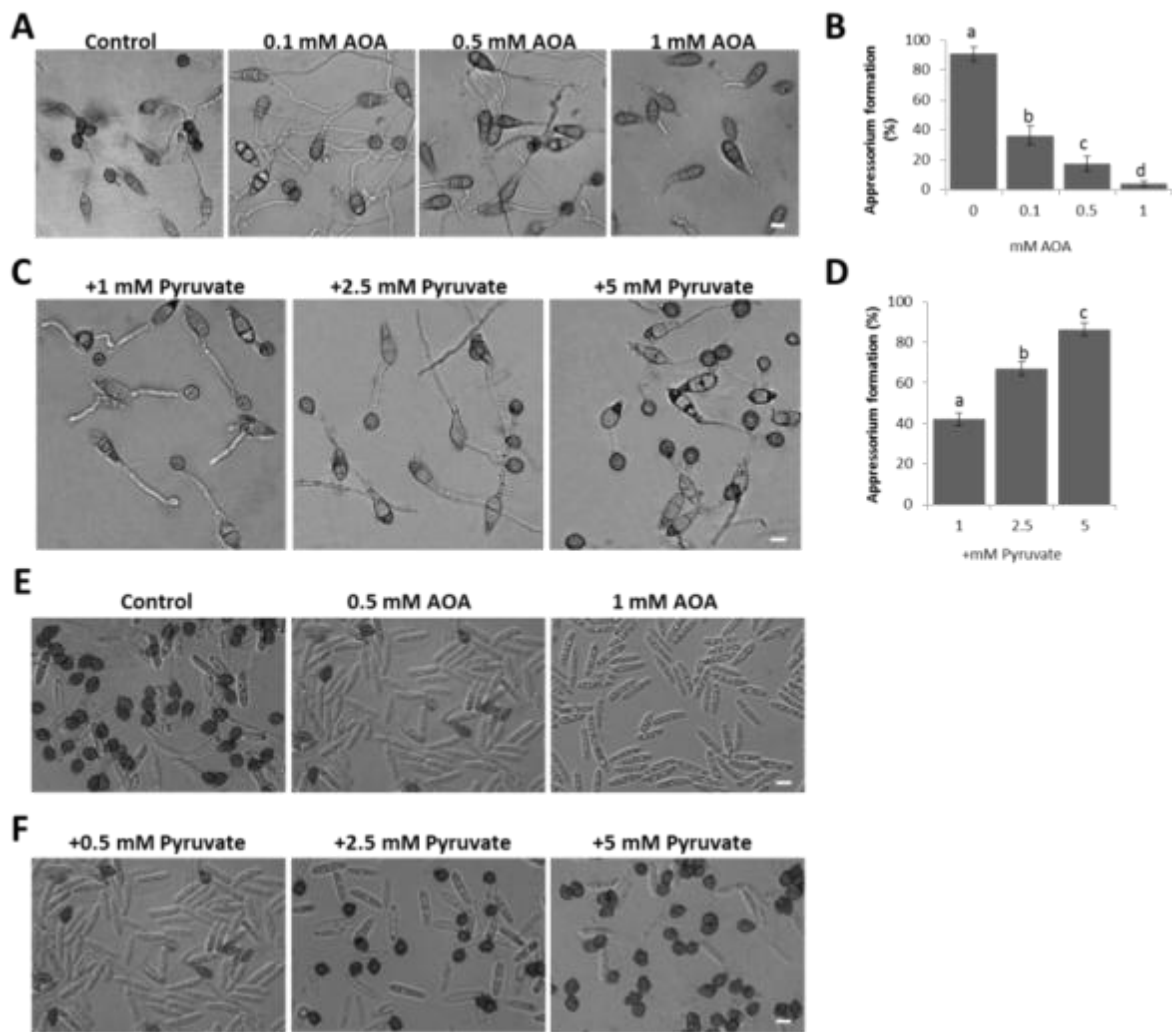 A
Control
0.1 mM AOA
0.5 mM AOA
1 mM AOA
B
Appressorium formation
(%)
100
80
60
40
20
0
a
b
c
d
0
0.1
0.5
1
mM AOA
C
+1 mM Pyruvate
+2.5 mM Pyruvate
+5 mM Pyruvate
D
Appressorium formation (%)
100
80
60
40
20
0
a
b
c
1
2.5
5
+mM Pyruvate
E
Control
0.5 mM AOA
1 mM AOA
F
+0.5 mM Pyruvate
+2.5 mM Pyruvate
+5 mM Pyruvate